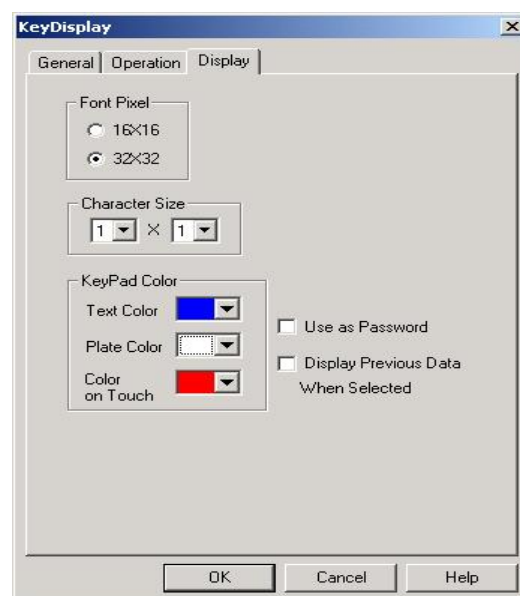 KeyDisplay
General Operation Display
Font Pixel
16X16
32X32
Character Size
1 X 1
KeyPad Color
Text Color
Plate Color
Color
on Touch
Use as Password
Display Previous Data
When Selected
OK Cancel Help